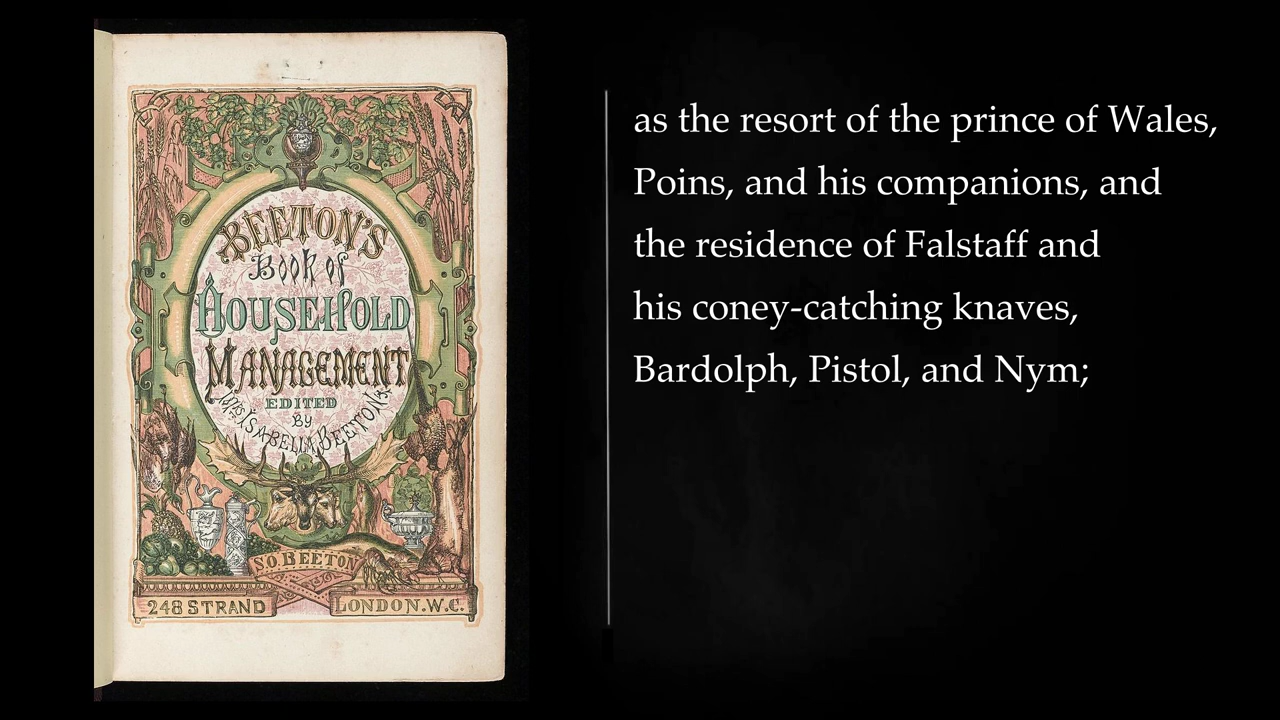 BEETON'S
Book of
HOUSEHOLD
MANAGEMENT
EDITED
BY
MRS ISABELLA BEETON.
S.O.BEETON
248 STRAND
LONDON.W.C.
as the resort of the prince of Wales,
Poins, and his companions, and
the residence of Falstaff and
his coney-catching knaves,
Bardolph, Pistol, and Nym;